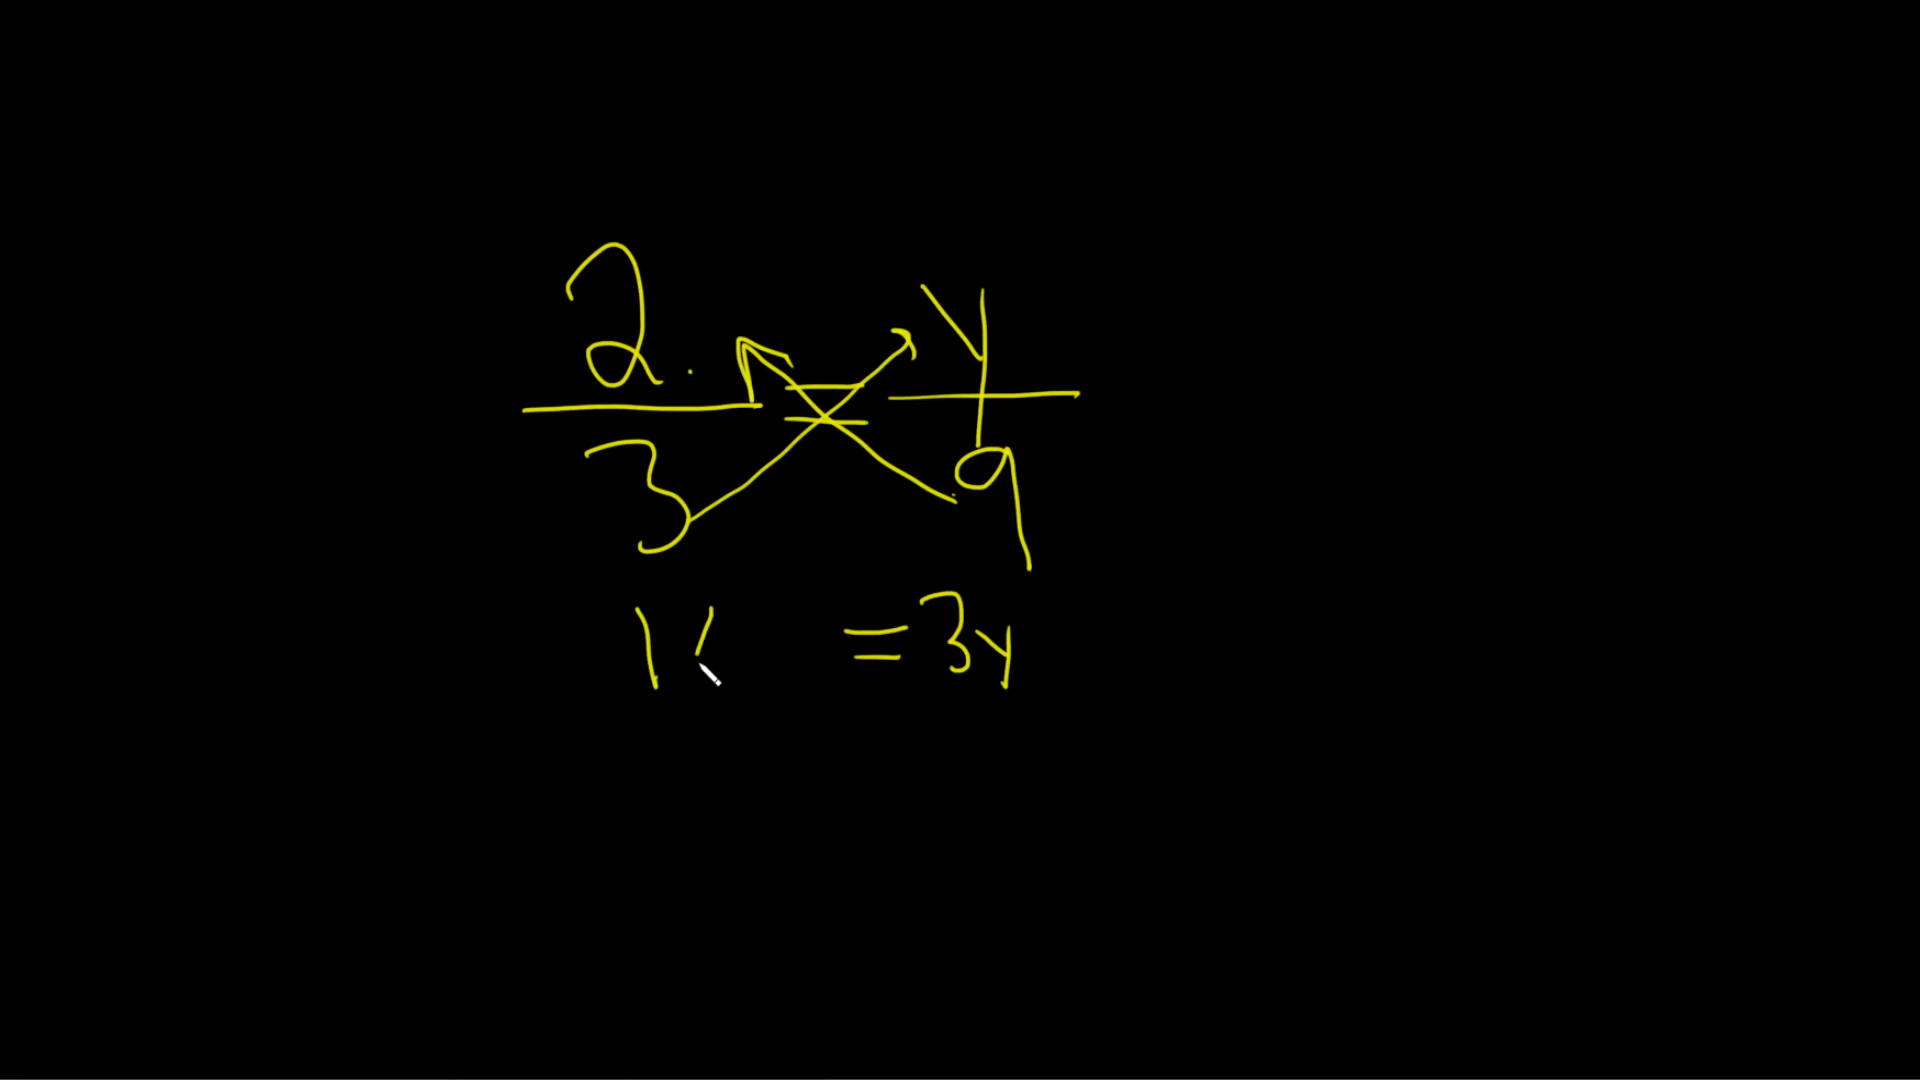 2/3 = y/9
1 = 3y